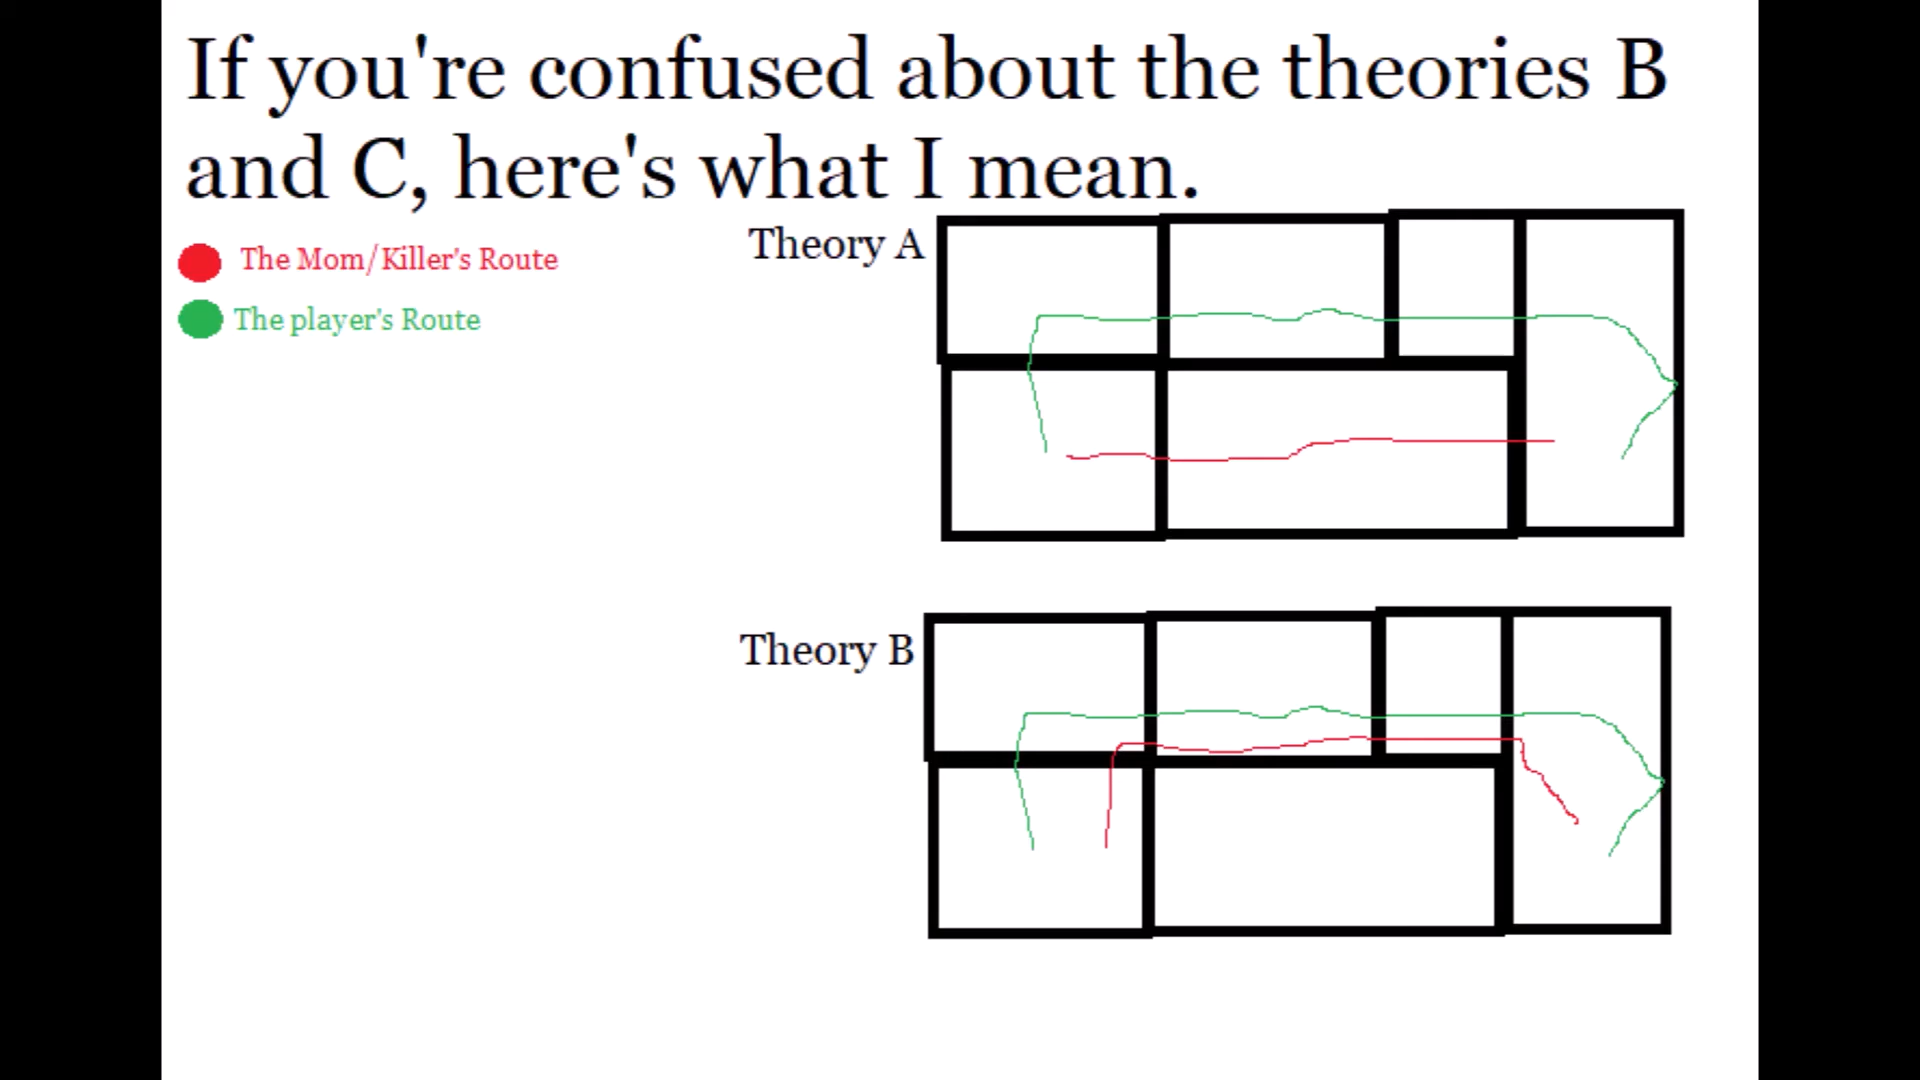 If you're confused about the theories B
and C, here's what I mean.
Theory A
The Mom/Killer's Route
The player's Route
Theory B